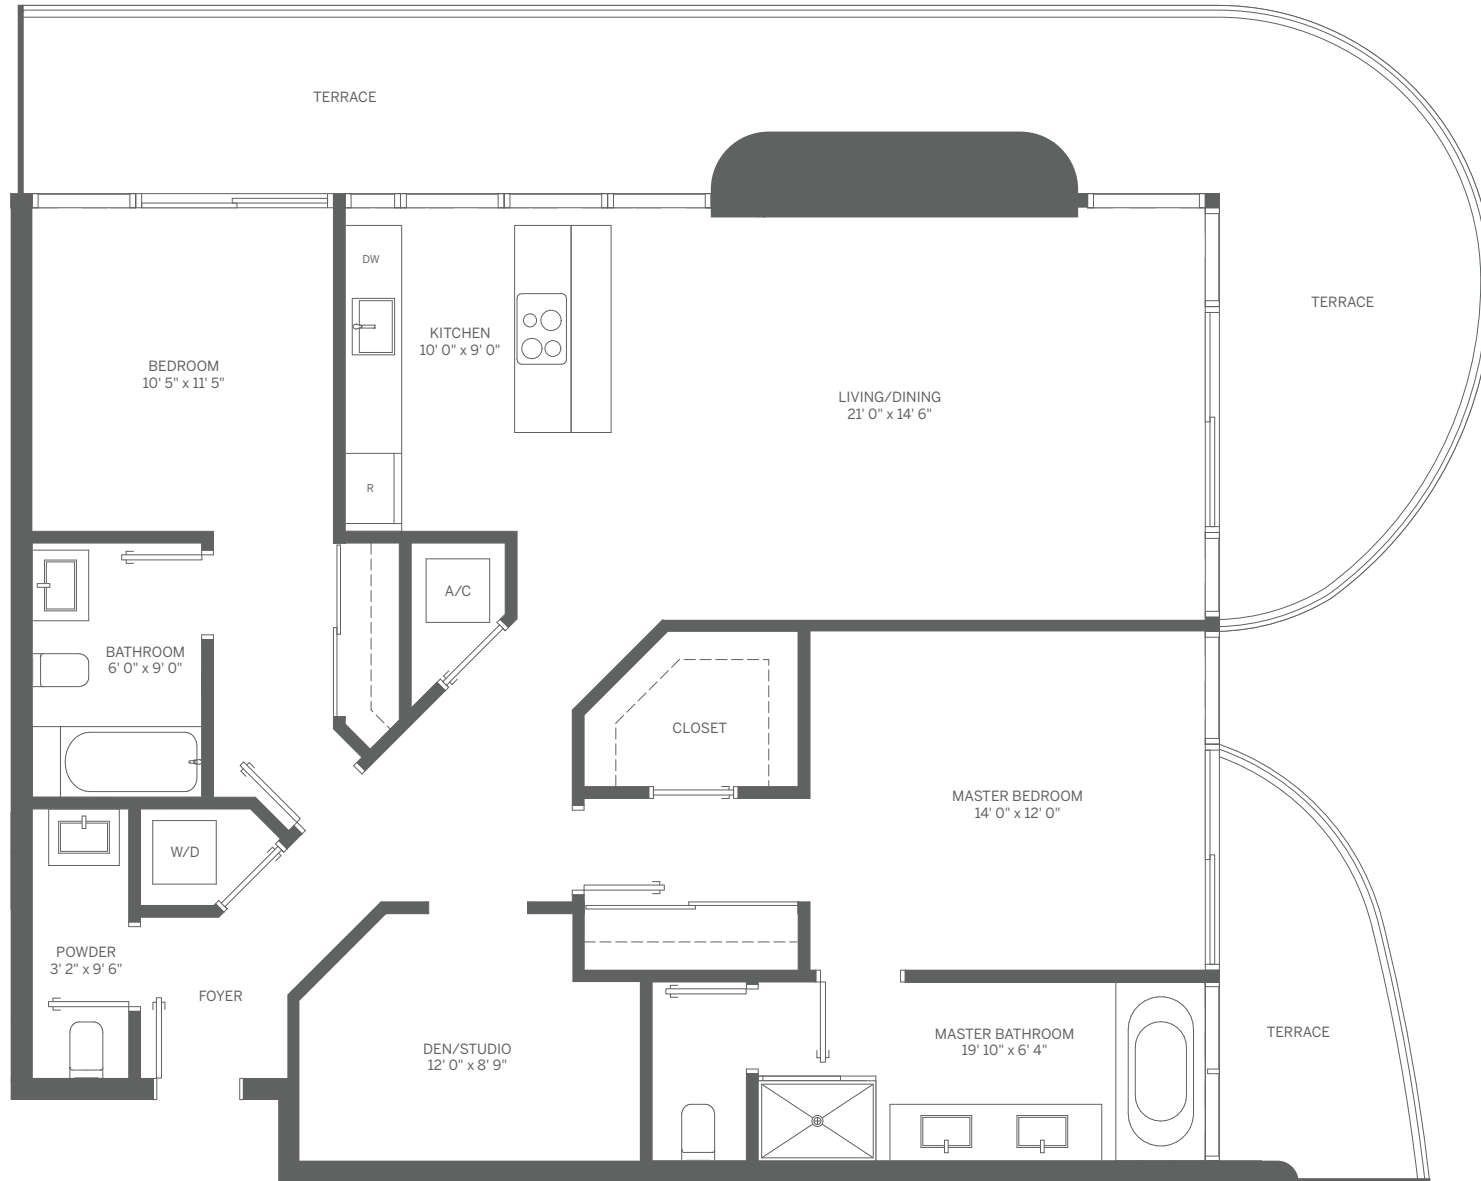 TERRACE
TERRACE
DW
KITCHEN
10' 0" x 9' 0"
BEDROOM
10' 5" x 11' 5"
LIVING/DINING
21' 0" x 14' 6"
R
A/C
BATHROOM
6' 0" x 9' 0"
CLOSET
MASTER BEDROOM
14' 0" x 12' 0"
W/D
POWDER
3' 2" x 9' 6"
FOYER
DEN/STUDIO
12' 0" x 8' 9"
MASTER BATHROOM
19' 10" x 6' 4"
TERRACE